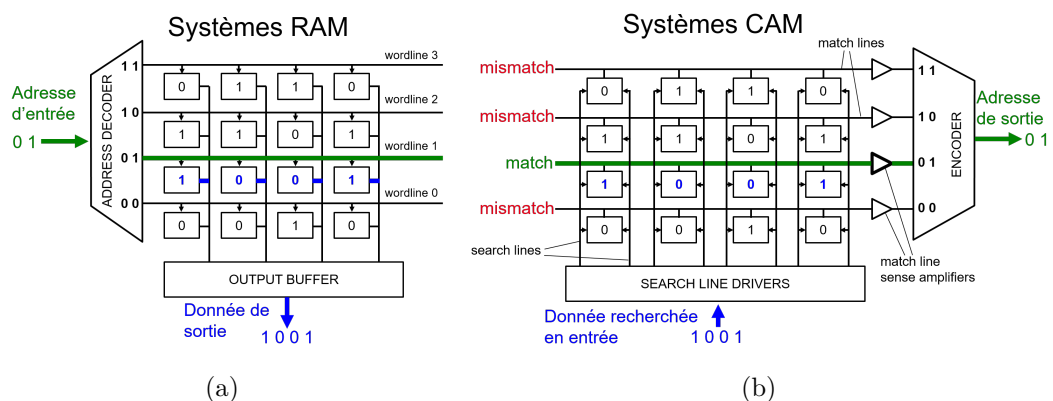 Systèmes RAM
wordline 3
1 1
0 1 1 0
Adresse
d'entrée
0 1
ADDRESS DECODER
wordline 2
1 0
1 1 0 1
wordline 1
0 1
1 0 0 1
wordline 0
0 0
0 0 1 0
OUTPUT BUFFER
Donnée de
sortie
1 0 0 1
(a)
Systèmes CAM
match lines
mismatch
1 1
0 1 1 0
mismatch
1 0
1 1 0 1
match
0 1
1 0 0 1
mismatch
0 0
0 0 1 0
ENCODER
Adresse
de sortie
0 1
search lines
match line
sense amplifiers
SEARCH LINE DRIVERS
Donnée recherchée
en entrée
1 0 0 1
(b)